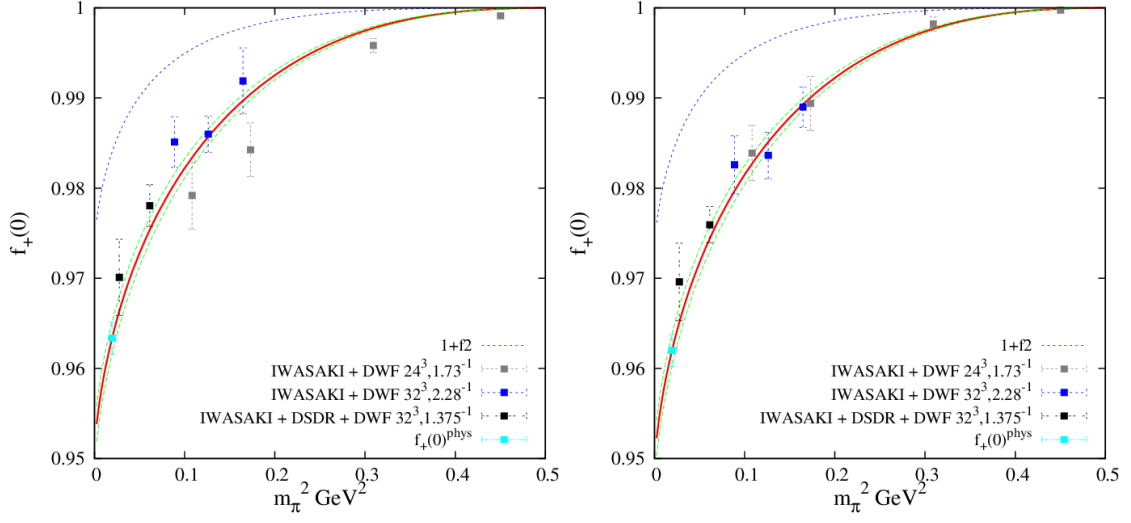 1
0.99
0.98
0.97
0.96
0.95
f₊(0)
0 0.1 0.2 0.3 0.4 0.5
m_π² GeV²
1+f2
IWASAKI + DWF 24³,1.73⁻¹
IWASAKI + DWF 32³,2.28⁻¹
IWASAKI + DSDR + DWF 32³,1.375⁻¹
f₊(0)ᵖʰʸˢ
1
0.99
0.98
0.97
0.96
0.95
f₊(0)
0 0.1 0.2 0.3 0.4 0.5
m_π² GeV²
1+f2
IWASAKI + DWF 24³,1.73⁻¹
IWASAKI + DWF 32³,2.28⁻¹
IWASAKI + DSDR + DWF 32³,1.375⁻¹
f₊(0)ᵖʰʸˢ